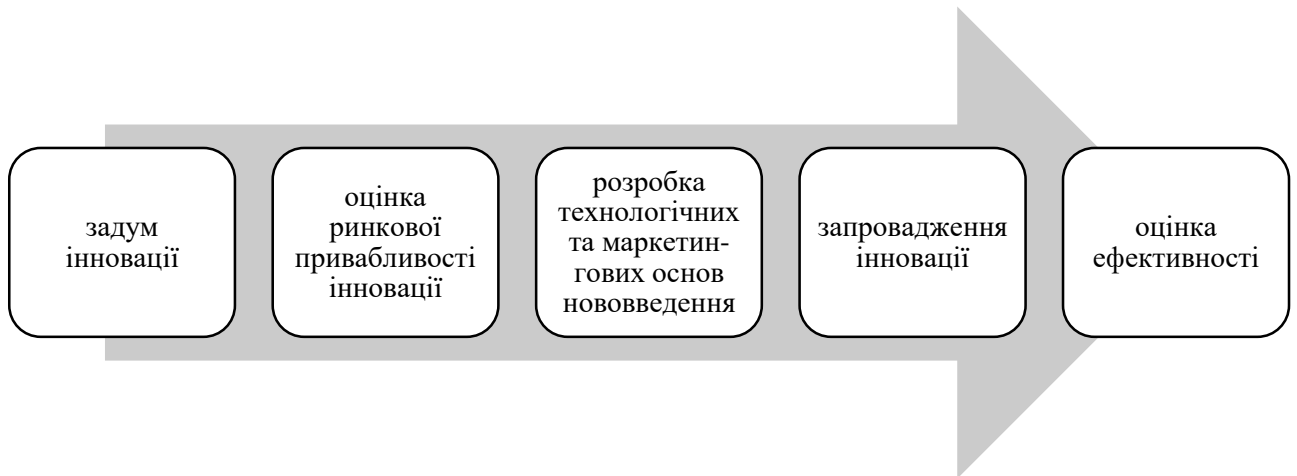 задум
інновації
оцінка
ринкової
привабливості
інновації
розробка
технологічних
та маркетин-
гових основ
нововведення
запровадження
інновації
оцінка
ефективності